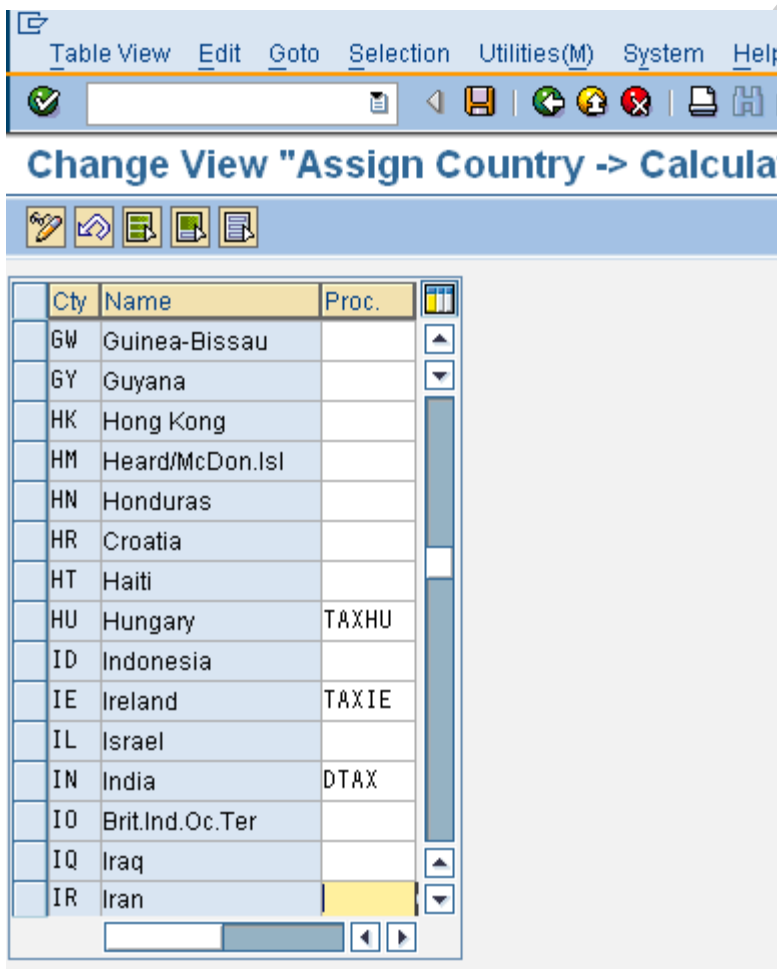 Table View Edit Goto Selection Utilities(M) System Help
Change View "Assign Country -> Calcula
Cty Name Proc.
GW Guinea-Bissau
GY Guyana
HK Hong Kong
HM Heard/McDon.Isl
HN Honduras
HR Croatia
HT Haiti
HU Hungary TAXHU
ID Indonesia
IE Ireland TAXIE
IL Israel
IN India DTAX
IO Brit.Ind.Oc.Ter
IQ Iraq
IR Iran